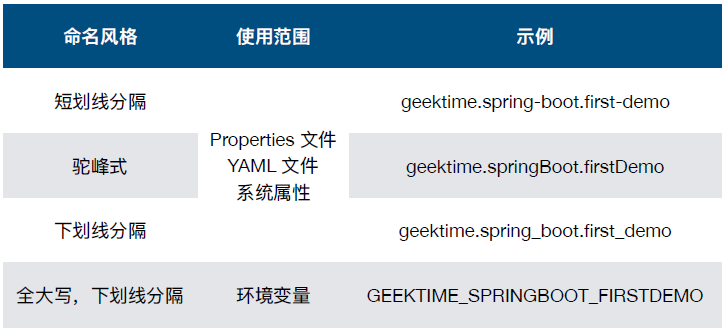 命名风格 使用范围 示例
短划线分隔 geektime.spring-boot.first-demo
Properties 文件
驼峰式 YAML 文件 geektime.springBoot.firstDemo
系统属性
下划线分隔 geektime.spring_boot.first_demo
全大写，下划线分隔 环境变量 GEEKTIME_SPRINGBOOT_FIRSTDEMO